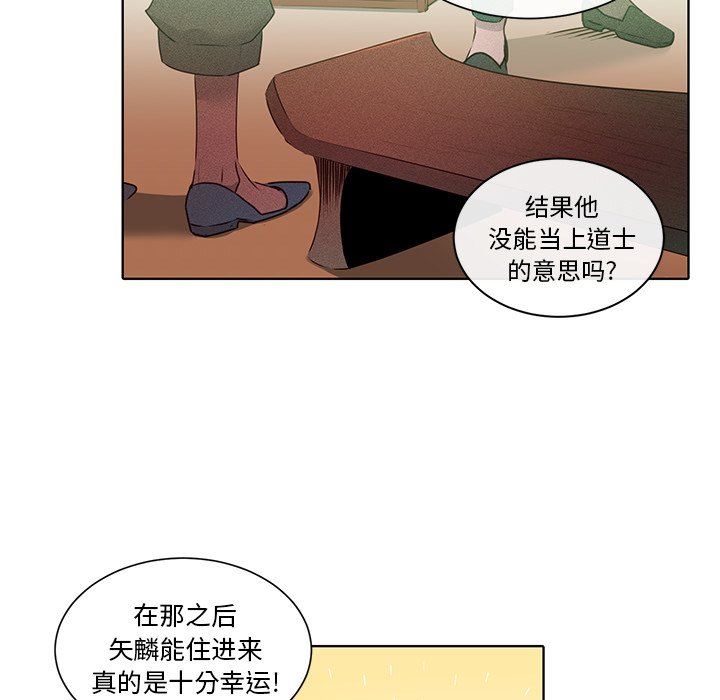 结果他
没能当上道士
的意思吗?
在那之后
矢麟能住进来
真的是十分幸运!